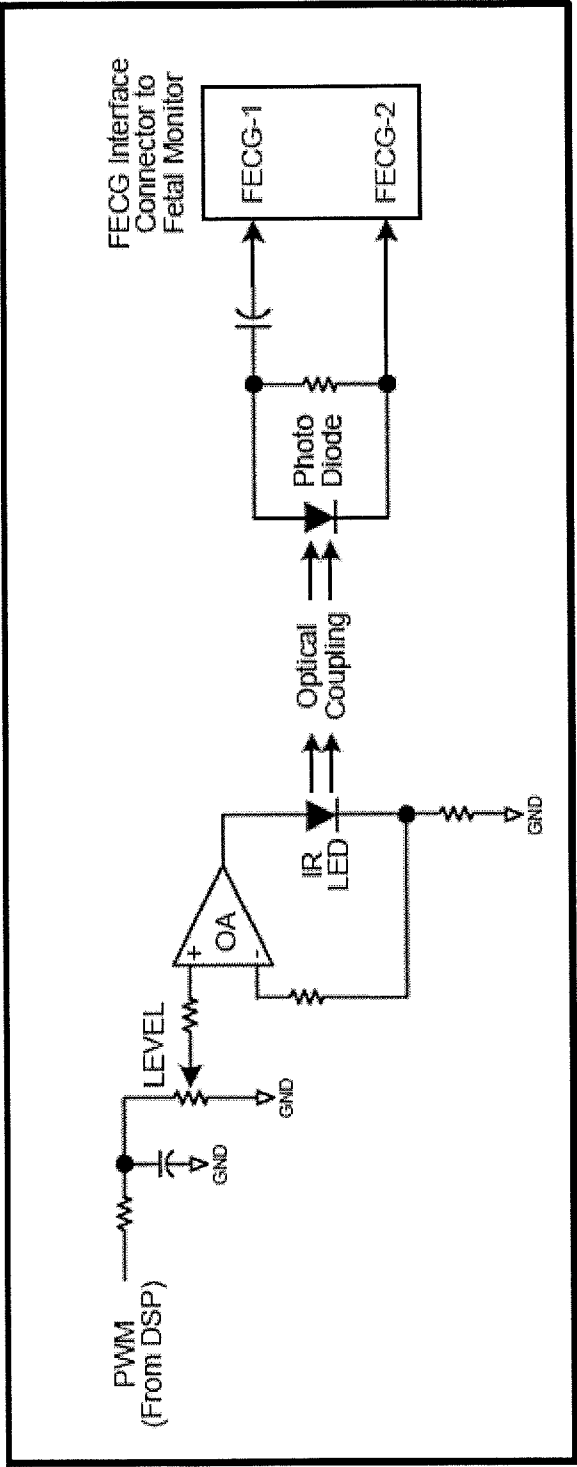 PWM
(From DSP)
GND
LEVEL
GND
+
OA
-
IR
LED
GND
Optical
Coupling
Photo
Diode
FECG Interface
Connector to
Fetal Monitor
FECG-1
FECG-2